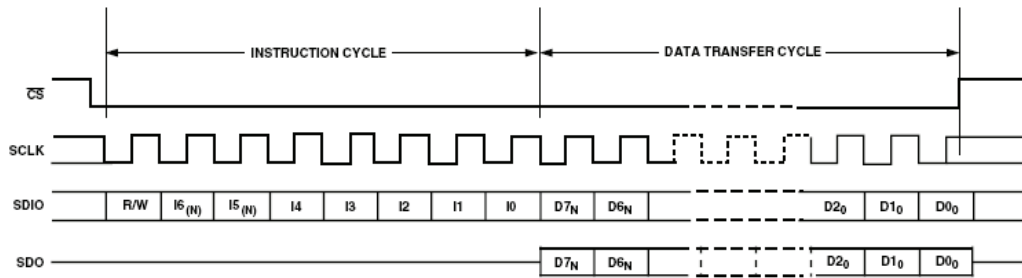 INSTRUCTION CYCLE DATA TRANSFER CYCLE
CS
SCLK
SDIO R/W I6(N) I5(N) I4 I3 I2 I1 I0 D7N D6N D20 D10 D00
SDO D7N D6N D20 D10 D00